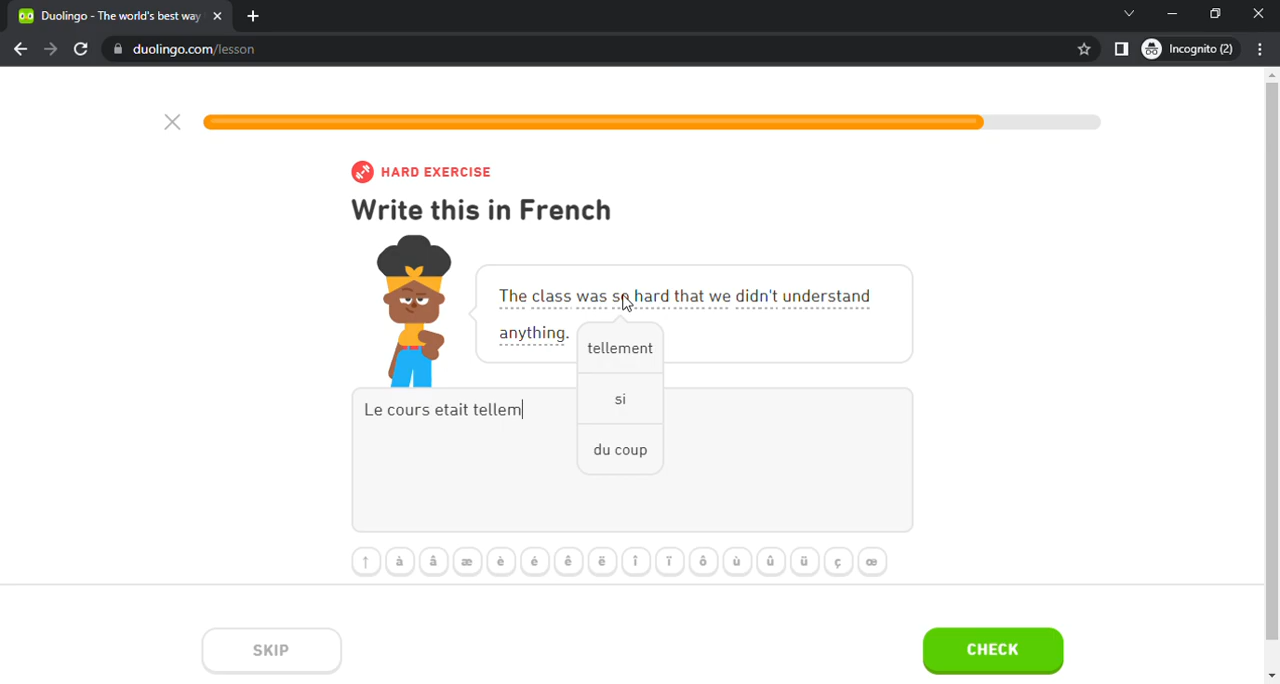 Duolingo - The world's best way
duolingo.com/lesson
Incognito (2)
HARD EXERCISE
Write this in French
The class was so hard that we didn't understand
anything.
tellement
si
du coup
Le cours etait tellem
↑ à â æ è é ê ë î ï ô ù û ü ç œ
SKIP
CHECK